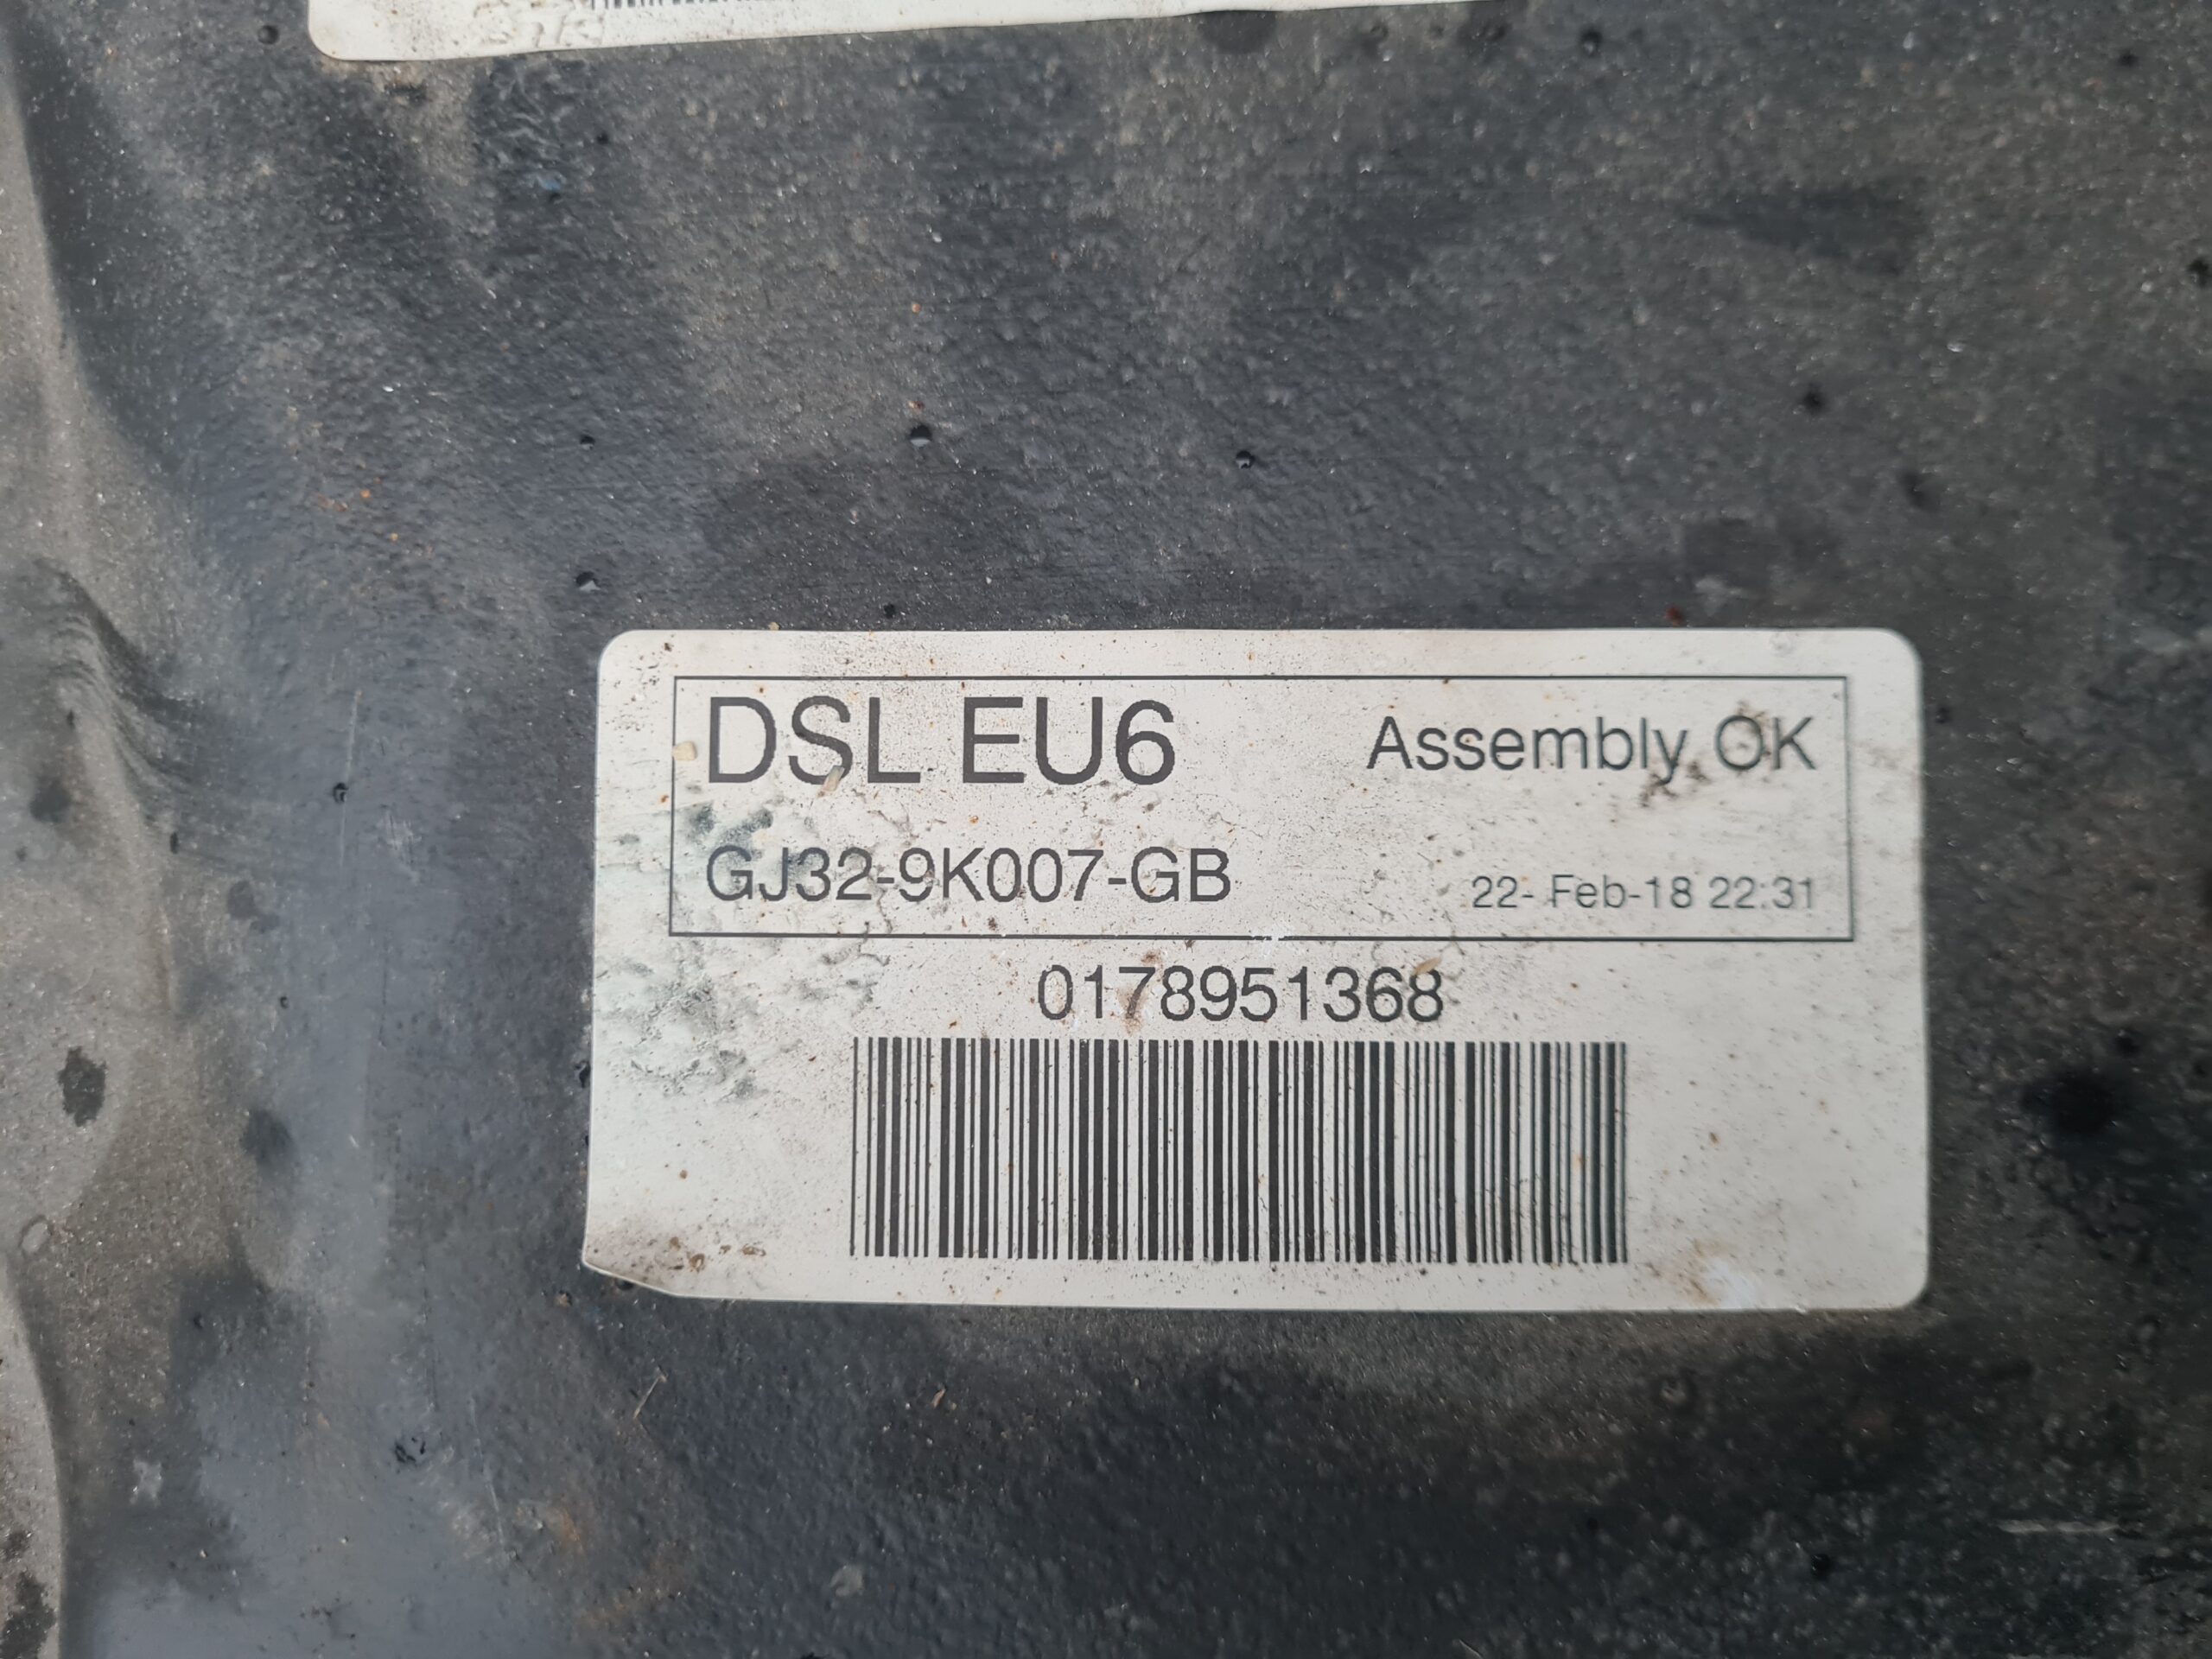 DSL EU6
Assembly OK
GJ32-9K007-GB
22- Feb-18 22:31
0178951368